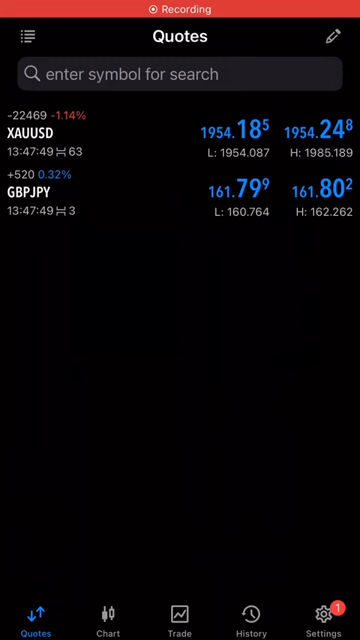 Recording
Quotes
enter symbol for search
-22469 -1.14%
XAUUSD 1954.18⁵ 1954.24⁸
13:47:49 63 L: 1954.087 H: 1985.189
+520 0.32%
GBPJPY 161.79⁹ 161.80²
13:47:49 3 L: 160.764 H: 162.262
1
Quotes Chart Trade History Settings